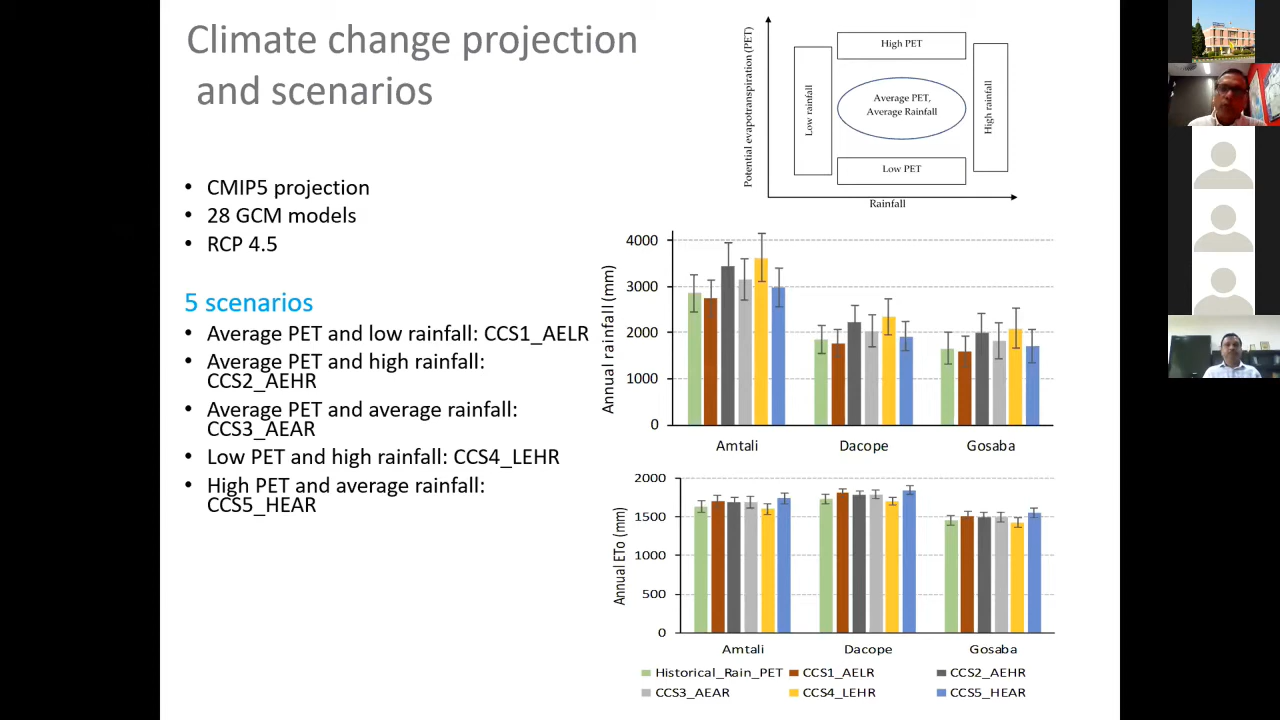 Climate change projection
and scenarios
• CMIP5 projection
• 28 GCM models
• RCP 4.5
5 scenarios
• Average PET and low rainfall: CCS1_AELR
• Average PET and high rainfall:
CCS2_AEHR
• Average PET and average rainfall:
CCS3_AEAR
• Low PET and high rainfall: CCS4_LEHR
• High PET and average rainfall:
CCS5_HEAR
Potential evapotranspiration (PET)
High PET
Low rainfall
Average PET,
Average Rainfall
High rainfall
Low PET
Rainfall
Annual rainfall (mm)
4000
3000
2000
1000
0
Amtali Dacope Gosaba
Annual ETo (mm)
2000
1500
1000
500
0
Amtali Dacope Gosaba
Historical_Rain_PET CCS1_AELR CCS2_AEHR
CCS3_AEAR CCS4_LEHR CCS5_HEAR